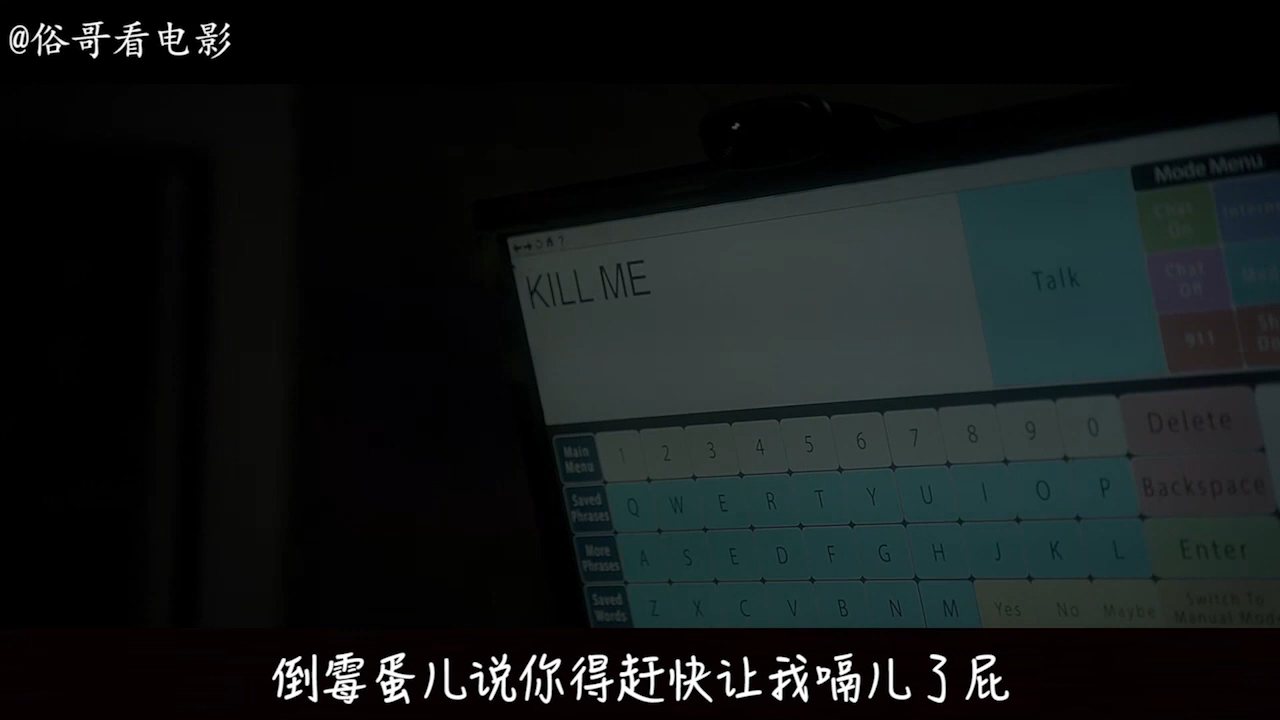 @俗哥看电影
Mode Menu
KILL ME
Talk
Chat On
Chat Off
911
Main Menu
1 2 3 4 5 6 7 8 9 0
Delete
Saved Phrases
Q W E R T Y U I O P
Backspace
More Phrases
A S E D F G H J K L
Enter
Saved Words
Z X C V B N M
Yes No Maybe
Switch To Manual
倒霉蛋儿说你得赶快让我嗝儿了屁